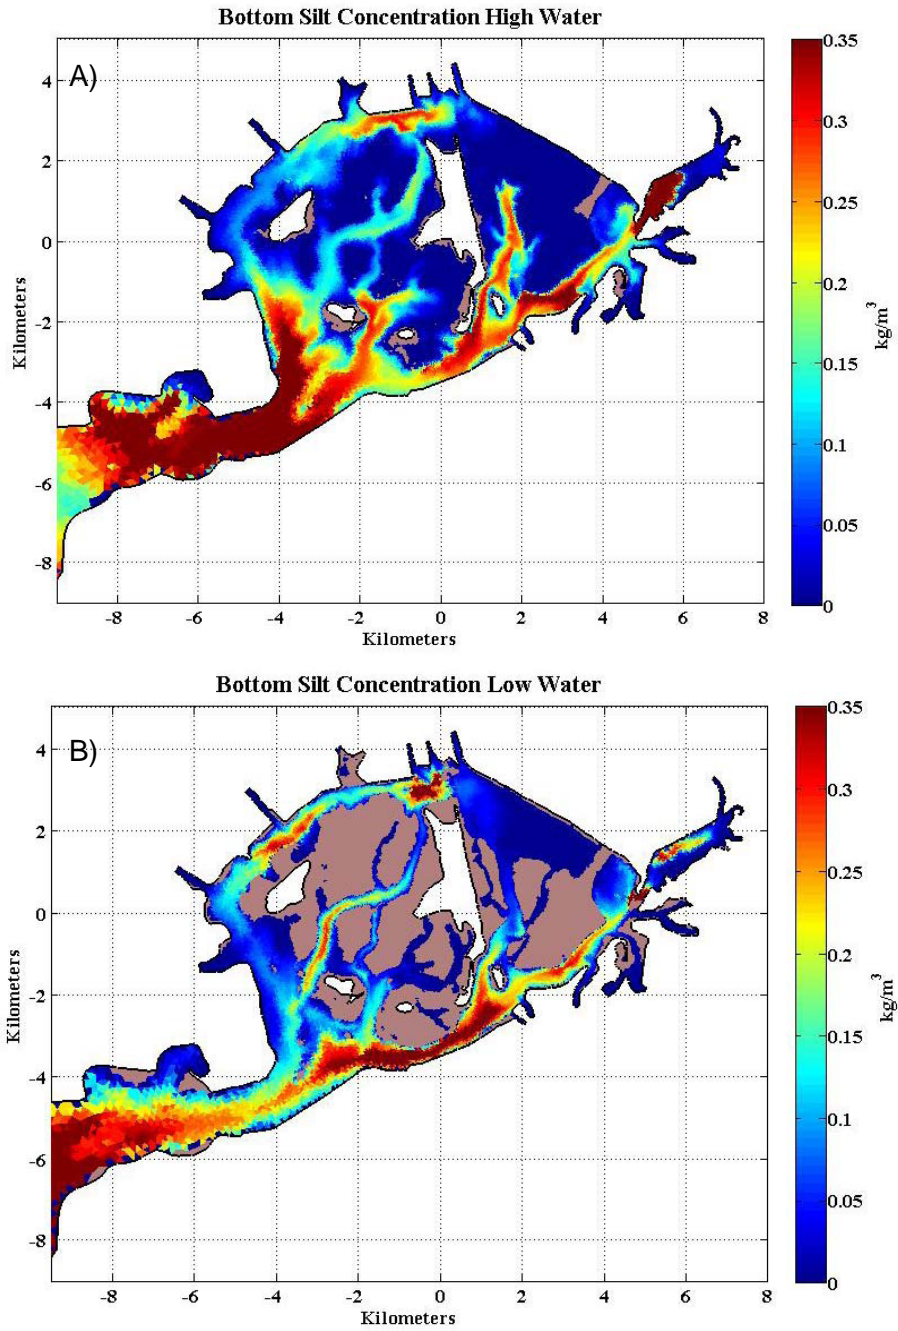 Bottom Silt Concentration High Water
A)
4
2
0
-2
-4
-6
-8
Kilometers
-8 -6 -4 -2 0 2 4 6 8
Kilometers
0.35
0.3
0.25
0.2
0.15
0.1
0.05
0
kg/m³
Bottom Silt Concentration Low Water
B)
4
2
0
-2
-4
-6
-8
Kilometers
-8 -6 -4 -2 0 2 4 6 8
Kilometers
0.35
0.3
0.25
0.2
0.15
0.1
0.05
0
kg/m³